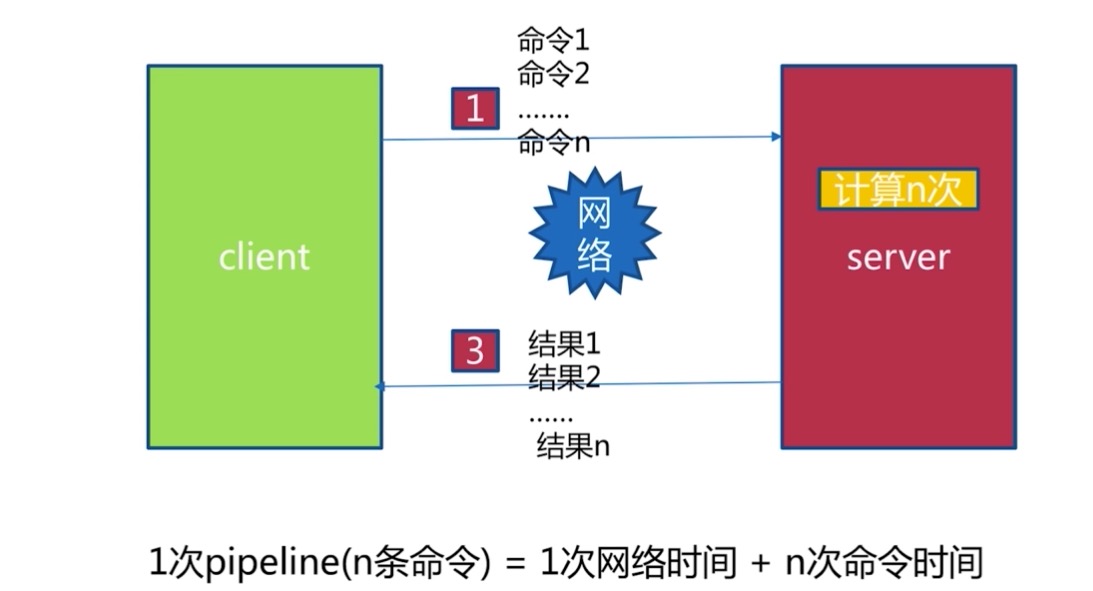 命令1
命令2
.......
命令n
1
计算n次
网
络
client
server
3
结果1
结果2
......
结果n
1次pipeline(n条命令) = 1次网络时间 + n次命令时间